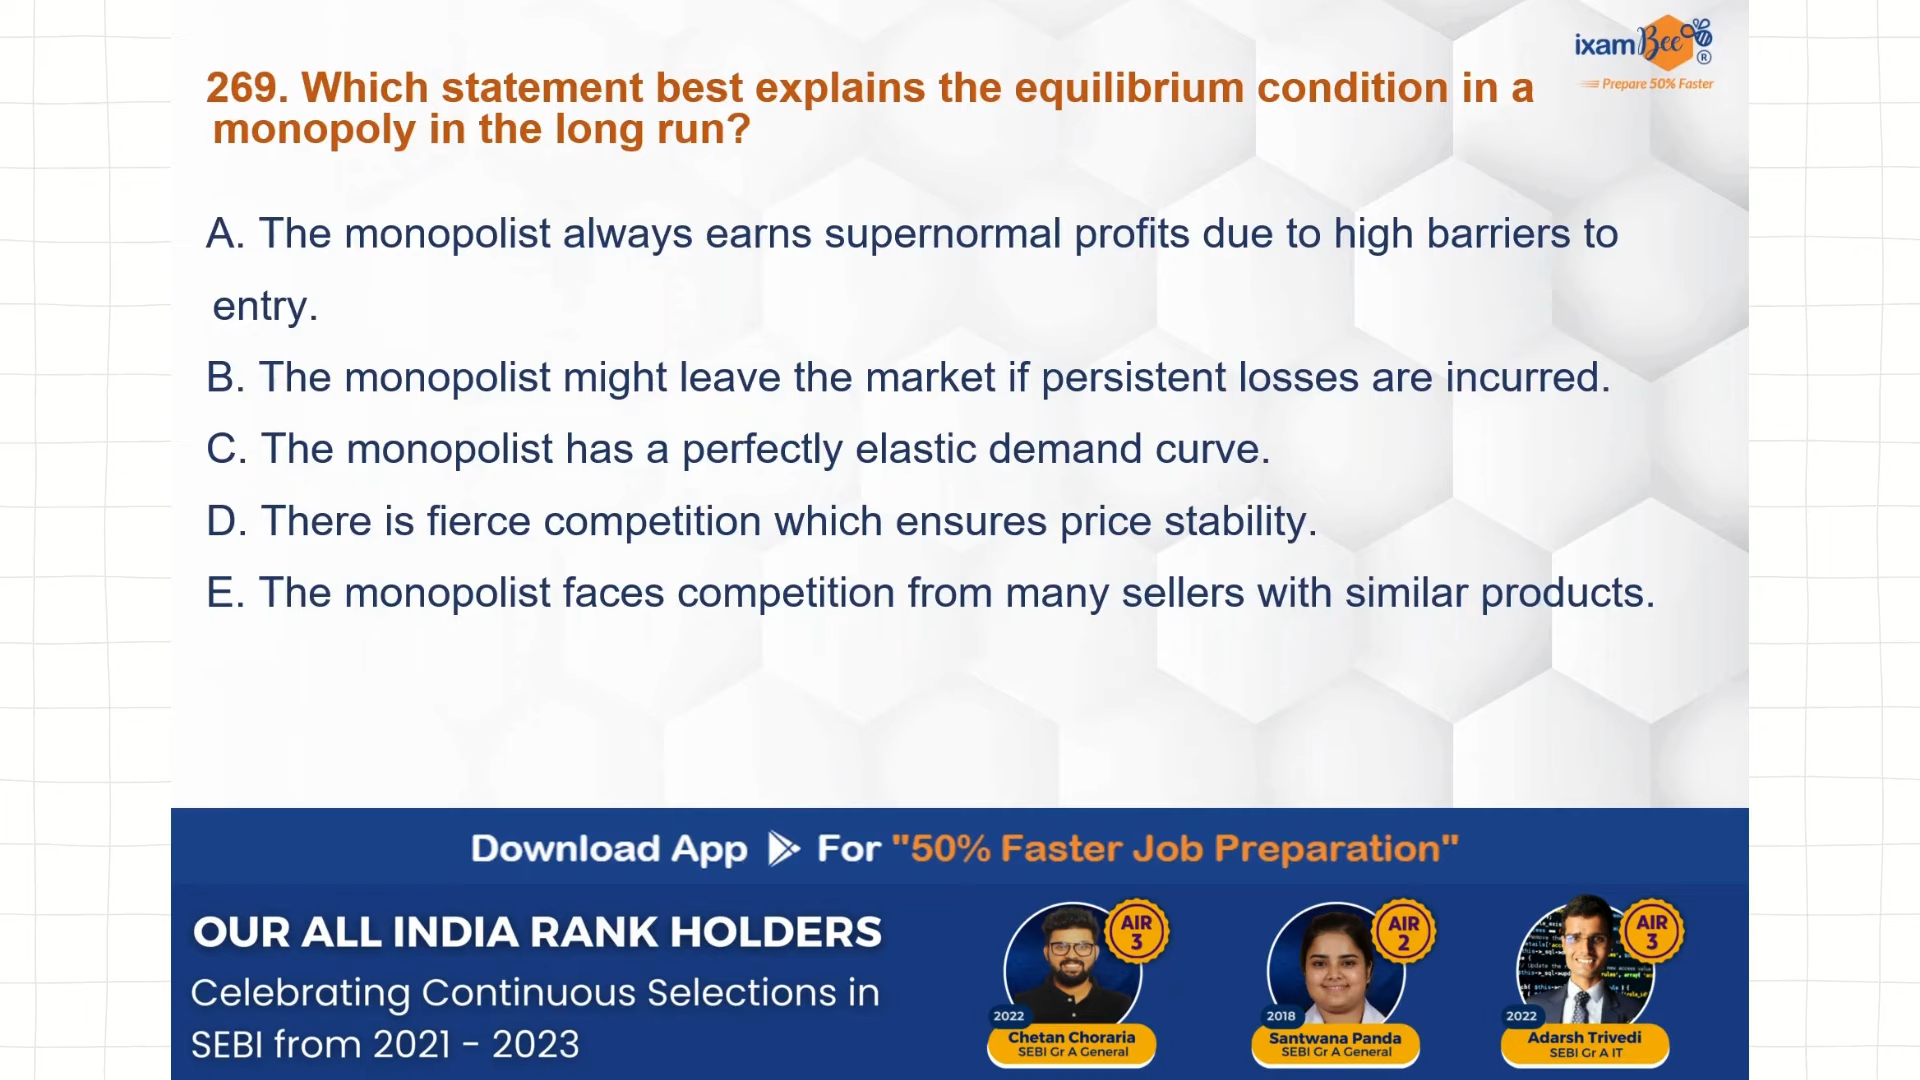 ixamBee®
Prepare 50% Faster
269. Which statement best explains the equilibrium condition in a
monopoly in the long run?
A. The monopolist always earns supernormal profits due to high barriers to
entry.
B. The monopolist might leave the market if persistent losses are incurred.
C. The monopolist has a perfectly elastic demand curve.
D. There is fierce competition which ensures price stability.
E. The monopolist faces competition from many sellers with similar products.
Download App For "50% Faster Job Preparation"
OUR ALL INDIA RANK HOLDERS
Celebrating Continuous Selections in
SEBI from 2021 - 2023
AIR
3
2022
Chetan Choraria
SEBI Gr A General
AIR
2
2018
Santwana Panda
SEBI Gr A General
AIR
3
2022
Adarsh Trivedi
SEBI Gr A IT